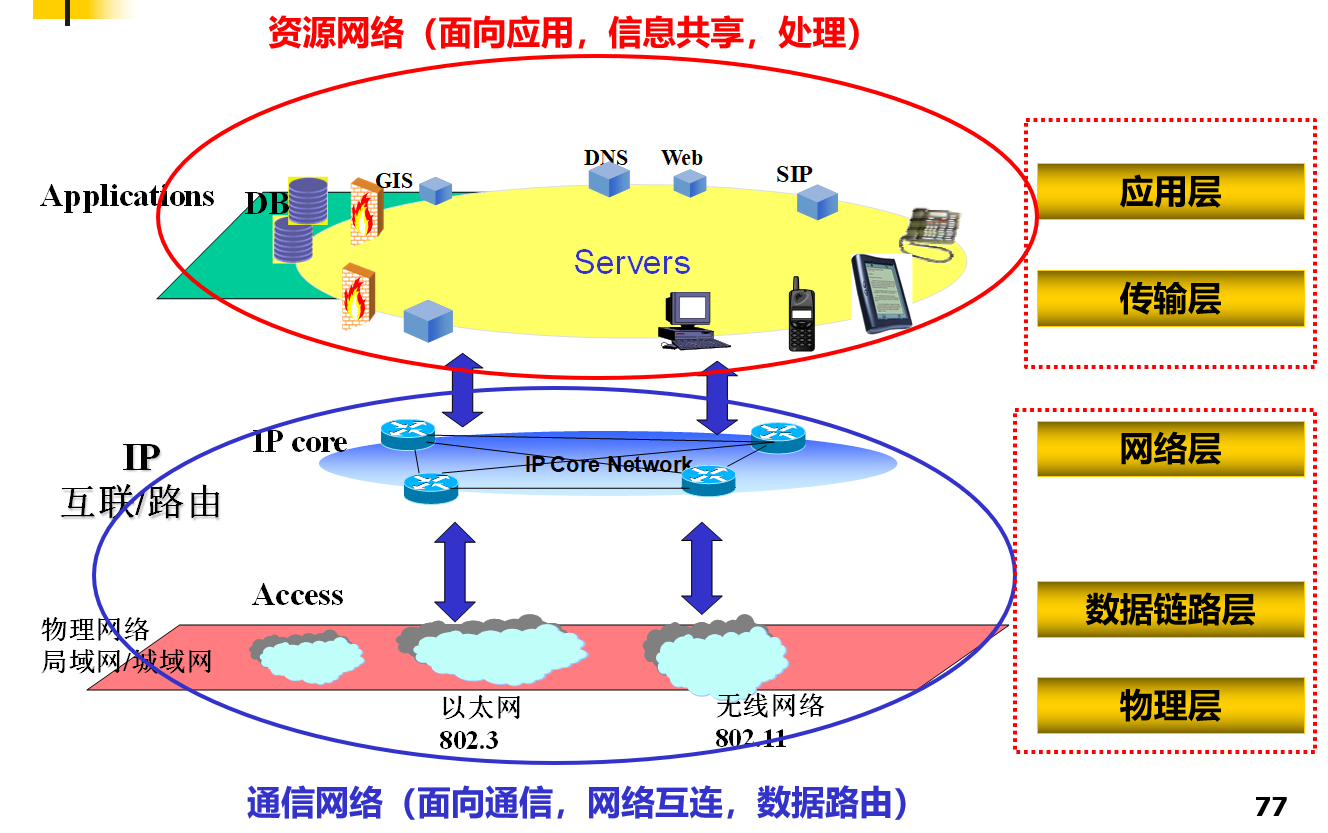 资源网络（面向应用，信息共享，处理）
DNS
Web
GIS
SIP
Applications
DB
Servers
应用层
传输层
IP core
IP Core Network
IP
互联/路由
网络层
Access
物理网络
局域网/城域网
以太网
802.3
无线网络
802.11
数据链路层
物理层
通信网络（面向通信，网络互连，数据路由）
77